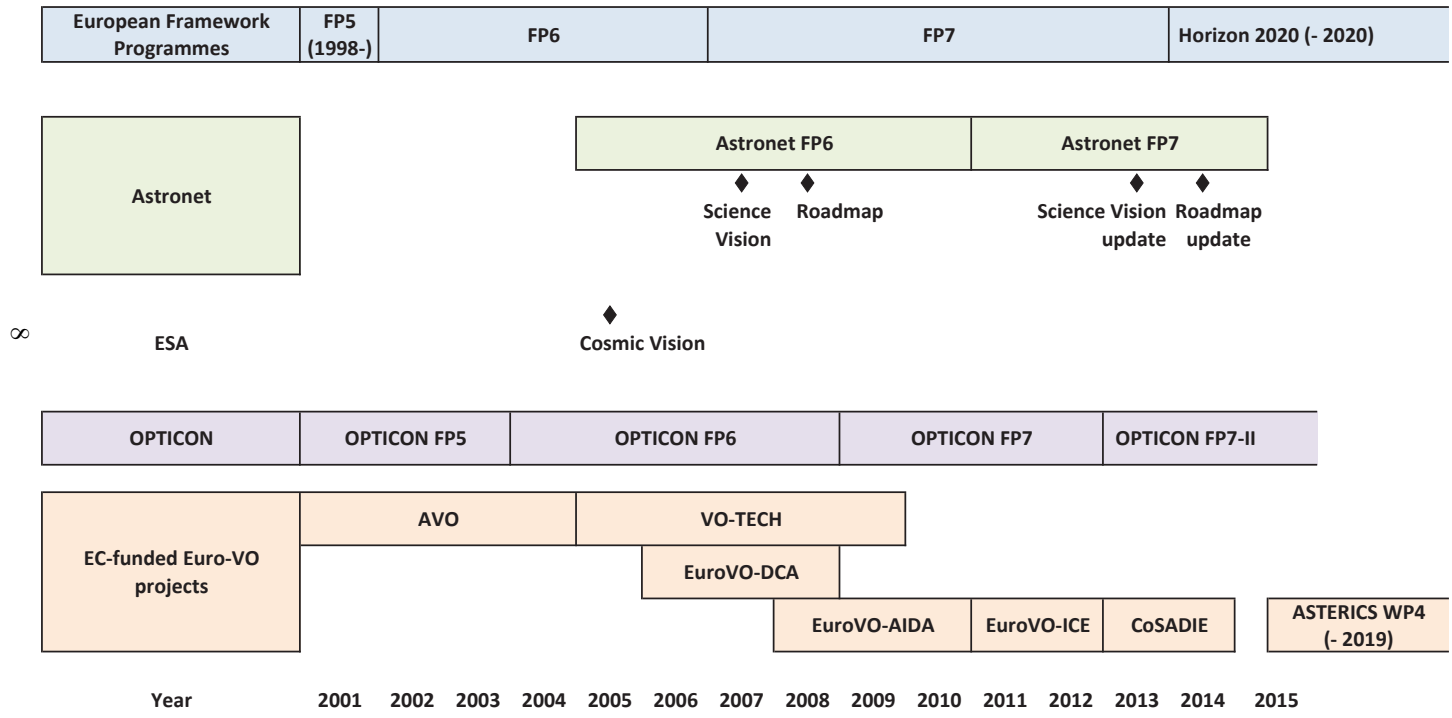 European Framework
Programmes
FP5
(1998-)
FP6
FP7
Horizon 2020 (- 2020)
Astronet
Astronet FP6
Astronet FP7
Science
Vision
Roadmap
Science Vision
update
Roadmap
update
8
ESA
Cosmic Vision
OPTICON
OPTICON FP5
OPTICON FP6
OPTICON FP7
OPTICON FP7-II
EC-funded Euro-VO
projects
AVO
VO-TECH
EuroVO-DCA
EuroVO-AIDA
EuroVO-ICE
CoSADIE
ASTERICS WP4
(- 2019)
Year 2001 2002 2003 2004 2005 2006 2007 2008 2009 2010 2011 2012 2013 2014 2015